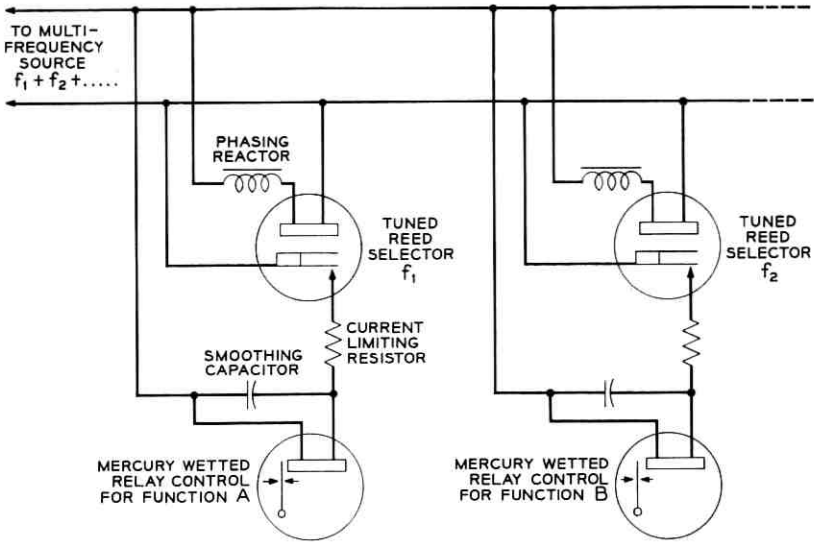 TO MULTI-
FREQUENCY
SOURCE
f₁ + f₂ + .....
PHASING
REACTOR
TUNED
REED
SELECTOR
f₁
CURRENT
LIMITING
RESISTOR
SMOOTHING
CAPACITOR
MERCURY WETTED
RELAY CONTROL
FOR FUNCTION A
TUNED
REED
SELECTOR
f₂
MERCURY WETTED
RELAY CONTROL
FOR FUNCTION B